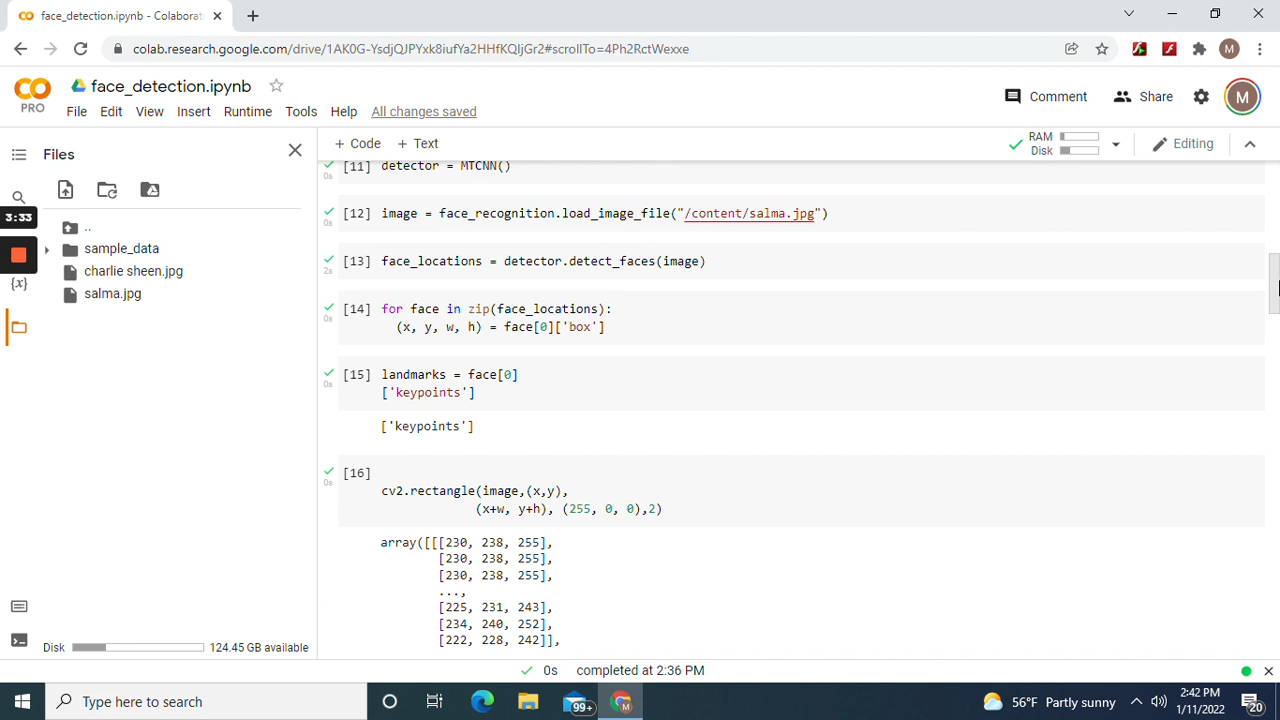 face_detection.ipynb - Colaborat
colab.research.google.com/drive/1AK0G-YsdjQJPYxk8iufYa2HHfKQljGr2#scrollTo=4Ph2RctWexxe
M
PRO
face_detection.ipynb
File Edit View Insert Runtime Tools Help All changes saved
Comment
Share
M
Files
+ Code + Text
RAM
Disk
Editing
3:33
{x}
..
sample_data
charlie sheen.jpg
salma.jpg
[11] detector = MTCNN()
0s
[12] image = face_recognition.load_image_file("/content/salma.jpg")
0s
[13] face_locations = detector.detect_faces(image)
2s
[14] for face in zip(face_locations):
0s
(x, y, w, h) = face[0]['box']
[15] landmarks = face[0]
0s
['keypoints']
['keypoints']
[16]
0s
cv2.rectangle(image,(x,y),
(x+w, y+h), (255, 0, 0),2)
array([[[230, 238, 255],
[230, 238, 255],
[230, 238, 255],
...,
[225, 231, 243],
[234, 240, 252],
[222, 228, 242]],
Disk
124.45 GB available
0s completed at 2:36 PM
Type here to search
99+
M
56°F Partly sunny
2:42 PM
1/11/2022
20